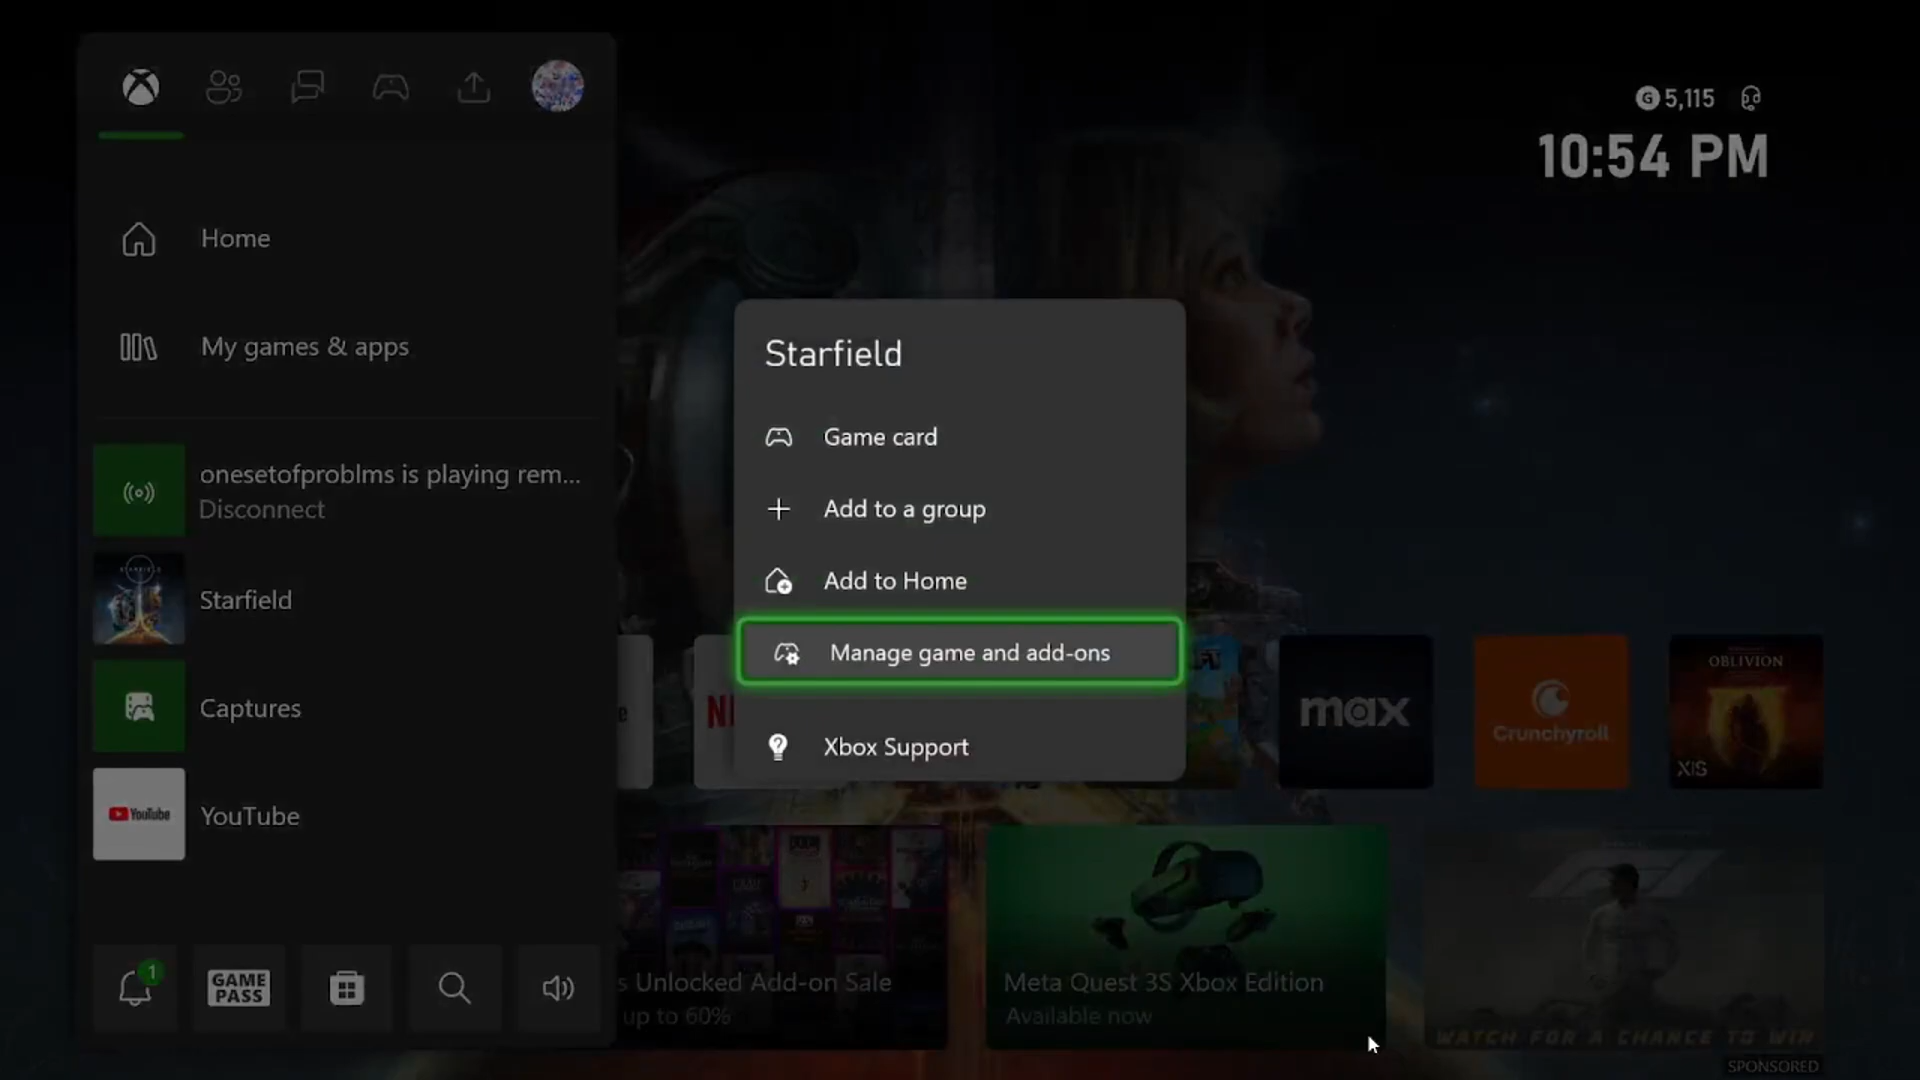 G 5,115
10:54 PM
Home
My games & apps
onesetofproblms is playing rem...
Disconnect
Starfield
Captures
YouTube
YouTube
1
GAME
PASS
Starfield
Game card
Add to a group
Add to Home
Manage game and add-ons
Xbox Support
max
Crunchyroll
OBLIVION
X|S
s Unlocked Add-on Sale
up to 60%
Meta Quest 3S Xbox Edition
Available now
WATCH FOR A CHANCE TO WIN
SPONSORED